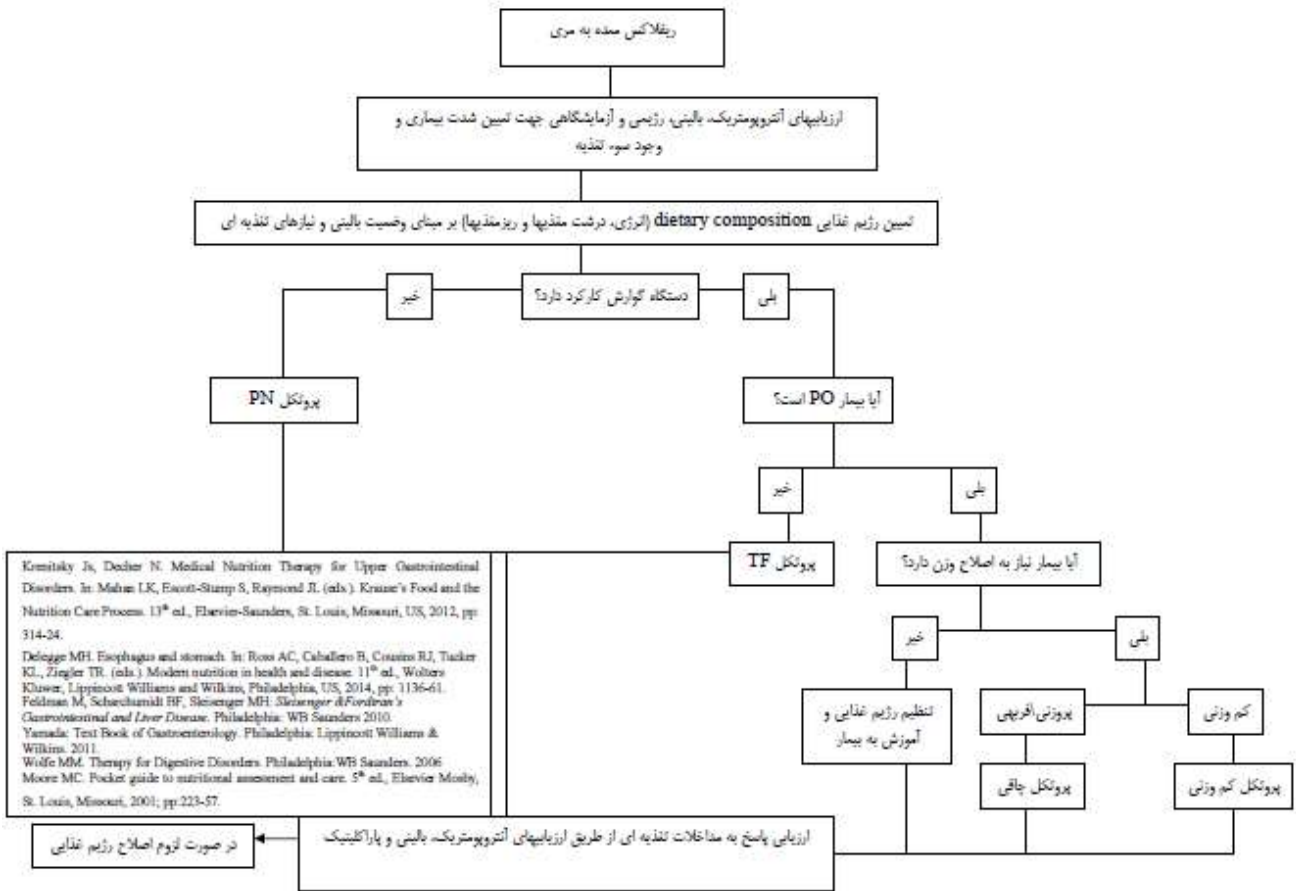 ریفلاکس معده به مری
ارزیابیهای آنتروپومتریک، بالینی، رژیمی و آزمایشگاهی جهت تعیین شدت بیماری و
وجود سوء تغذیه
تعیین رژیم غذایی dietary composition (انرژی، درشت مغذیها و ریزمغذیها) بر مبنای وضعیت بالینی و نیازهای تغذیه ای
دستگاه گوارش کارکرد دارد؟
بلی
خیر
پروتکل PN
آیا بیمار PO است؟
خیر
بلی
پروتکل TF
آیا بیمار نیاز به اصلاح وزن دارد؟
خیر
بلی
تنظیم رژیم غذایی و
آموزش به بیمار
پروزنی\فربهی
کم وزنی
پروتکل چاقی
پروتکل کم وزنی
Krenitsky Js, Decher N. Medical Nutrition Therapy for Upper Gastrointestinal
Disorders. In: Mahan LK, Escott-Stump S, Raymond JL (eds.). Krause's Food and the
Nutrition Care Process. 13th ed., Elsevier-Saunders, St. Louis, Missouri, US, 2012, pp:
314-24.
Delegge MH. Esophagus and stomach. In: Ross AC, Caballero B, Cousins RJ, Tucker
KL, Ziegler TR. (eds.). Modern nutrition in health and disease. 11th ed., Wolters
Kluwer, Lippincott Williams and Wilkins, Philadelphia, US, 2014, pp: 1136-61.
Feldman M, Scharchumidt BF, Sleisenger MH. Sleisenger &Fordtran's
Gastrointestinal and Liver Disease. Philadelphia: WB Saunders 2010.
Yamada: Text Book of Gastroenterology. Philadelphia: Lippincott Williams &
Wilkins. 2011.
Wolfe MM. Therapy for Digestive Disorders. Philadelphia:WB Saunders. 2006
Moore MC. Pocket guide to nutritional assessment and care. 5th ed., Elsevier Mosby,
St. Louis, Missouri, 2001; pp:223-57.
ارزیابی پاسخ به مداخلات تغذیه ای از طریق ارزیابیهای آنتروپومتریک، بالینی و پاراکلینیک
در صورت لزوم اصلاح رژیم غذایی